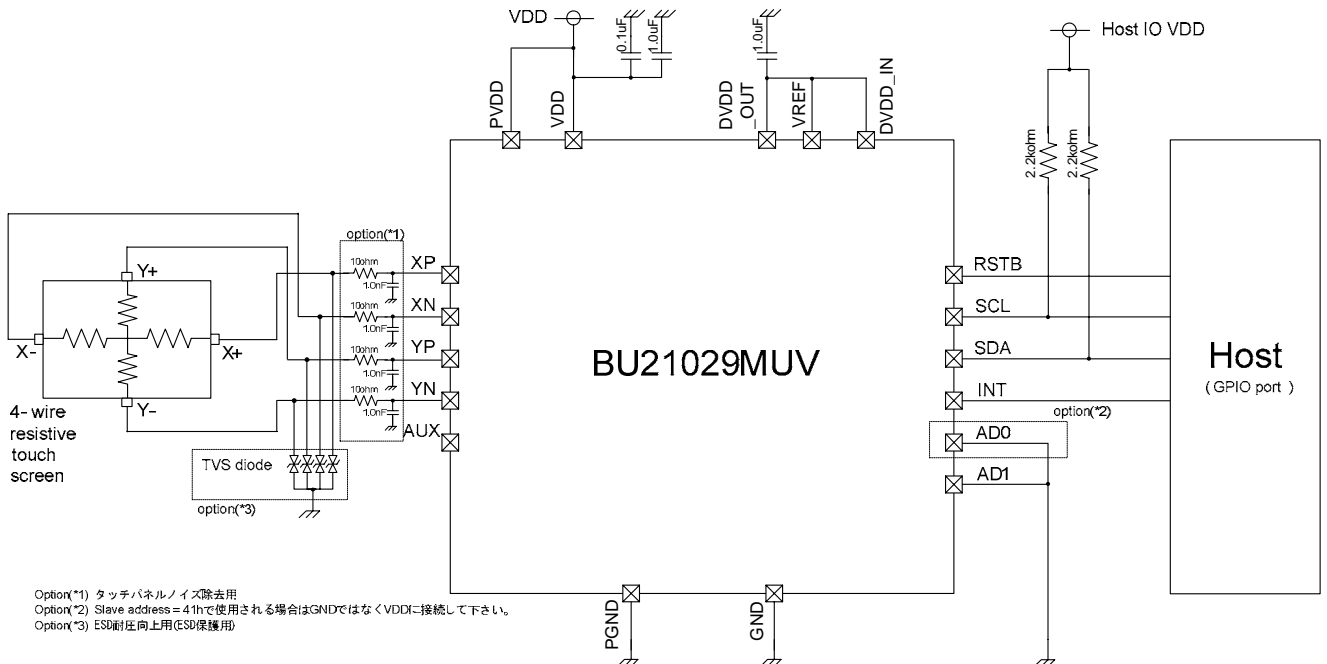 VDD
0.1uF
1.0uF
1.0uF
Host IO VDD
PVDD
VDD
DVDD
_OUT
VREF
DVDD_IN
2.2kohm
2.2kohm
option(*1)
10ohm
1.0nF
XP
10ohm
1.0nF
XN
10ohm
1.0nF
YP
10ohm
1.0nF
YN
AUX
Y+
X-
X+
Y-
4-wire
resistive
touch
screen
TVS diode
option(*3)
BU21029MUV
RSTB
SCL
SDA
INT
option(*2)
AD0
AD1
Host
( GPIO port )
PGND
GND
Option(*1) タッチパネルノイズ除去用
Option(*2) Slave address = 41hで使用される場合はGNDではなくVDDに接続して下さい。
Option(*3) ESD耐圧向上用(ESD保護用)